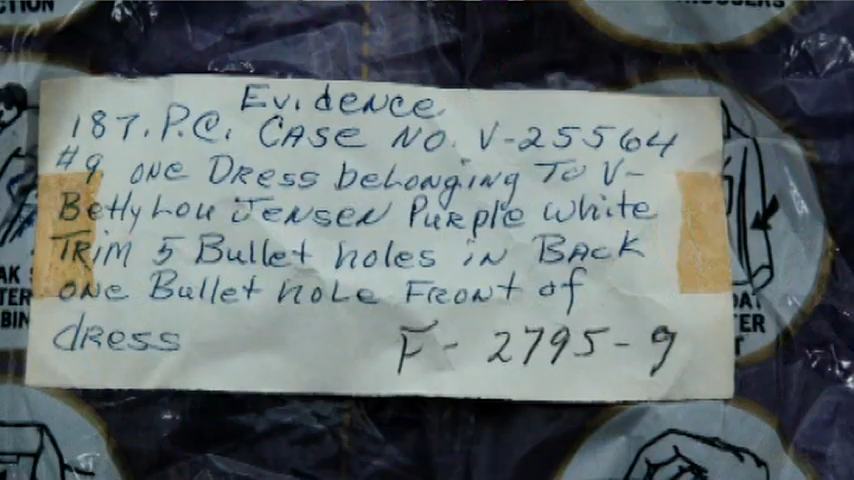 CTION
Evidence
187. P.C. CASE NO. V-25564
#9 ONE DRESS beLONgiNg TO V-
Betty Lou JENSEN PURPLE White
TRIM 5 Bullet holes iN BACK
ONE Bullet hoLe FRONT of
dRess
F- 2795-9